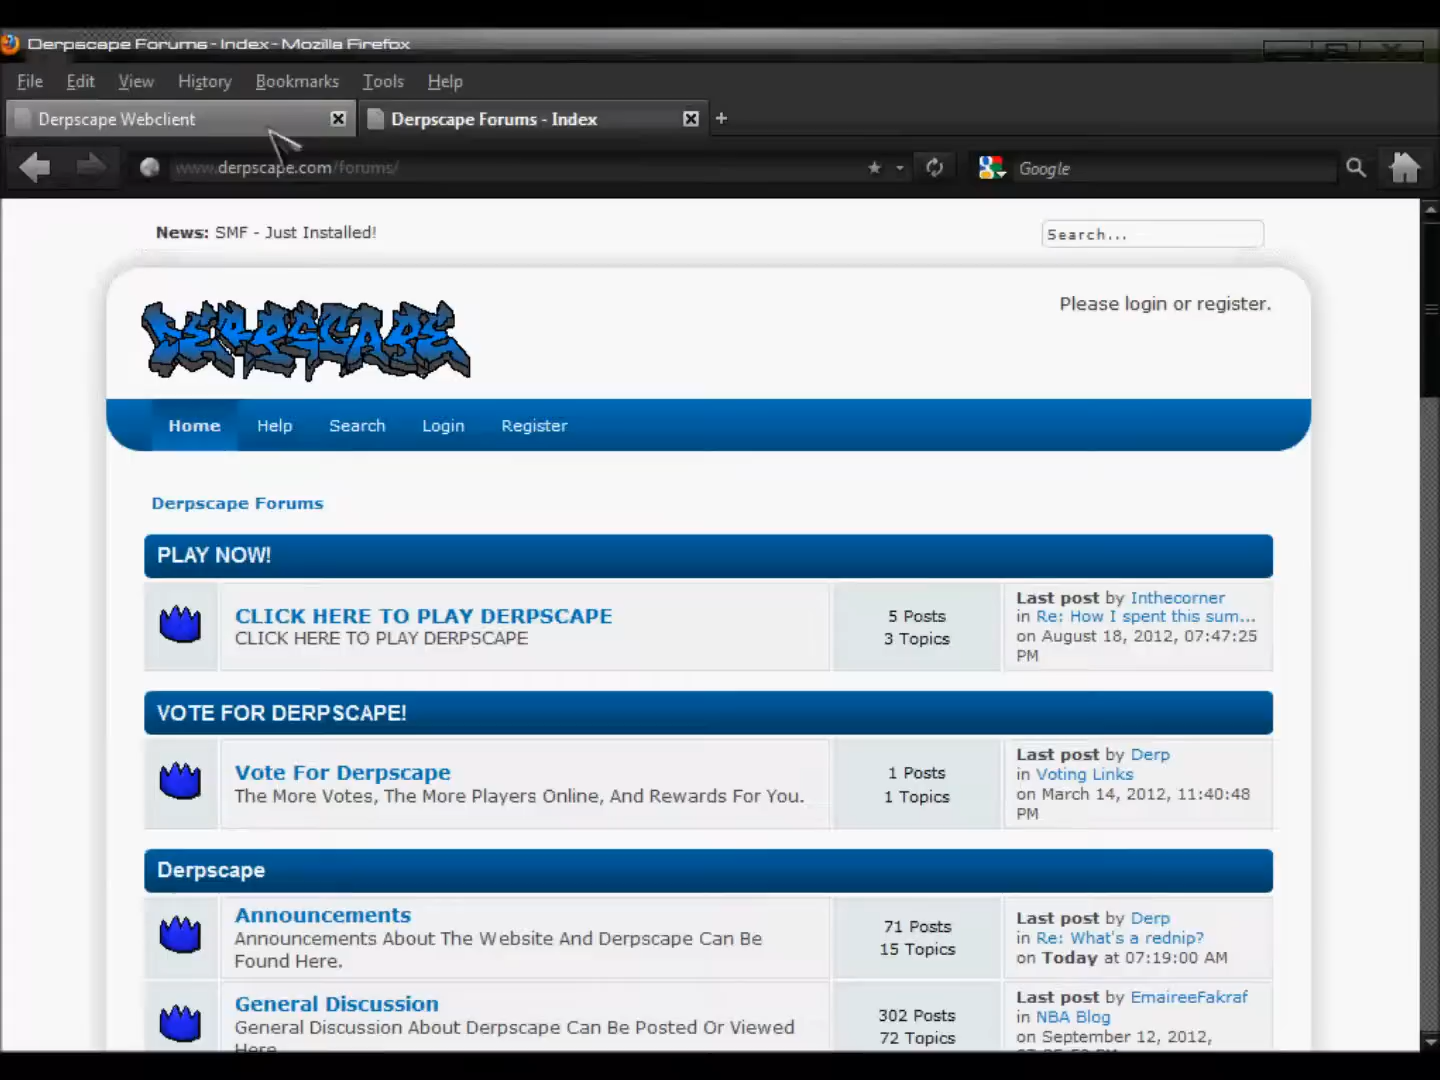 Derpscape Forums - Index - Mozilla Firefox
File Edit View History Bookmarks Tools Help
Derpscape Webclient
Derpscape Forums - Index
www.derpscape.com/forums/
Google
News: SMF - Just Installed!
Search...
DERPSCAPE
Please login or register.
Home Help Search Login Register
Derpscape Forums
PLAY NOW!
CLICK HERE TO PLAY DERPSCAPE
CLICK HERE TO PLAY DERPSCAPE
5 Posts
3 Topics
Last post by Inthecorner
in Re: How I spent this sum...
on August 18, 2012, 07:47:25
PM
VOTE FOR DERPSCAPE!
Vote For Derpscape
The More Votes, The More Players Online, And Rewards For You.
1 Posts
1 Topics
Last post by Derp
in Voting Links
on March 14, 2012, 11:40:48
PM
Derpscape
Announcements
Announcements About The Website And Derpscape Can Be
Found Here.
71 Posts
15 Topics
Last post by Derp
in Re: What's a rednip?
on Today at 07:19:00 AM
General Discussion
General Discussion About Derpscape Can Be Posted Or Viewed
Here.
302 Posts
72 Topics
Last post by EmaireeFakraf
in NBA Blog
on September 12, 2012,